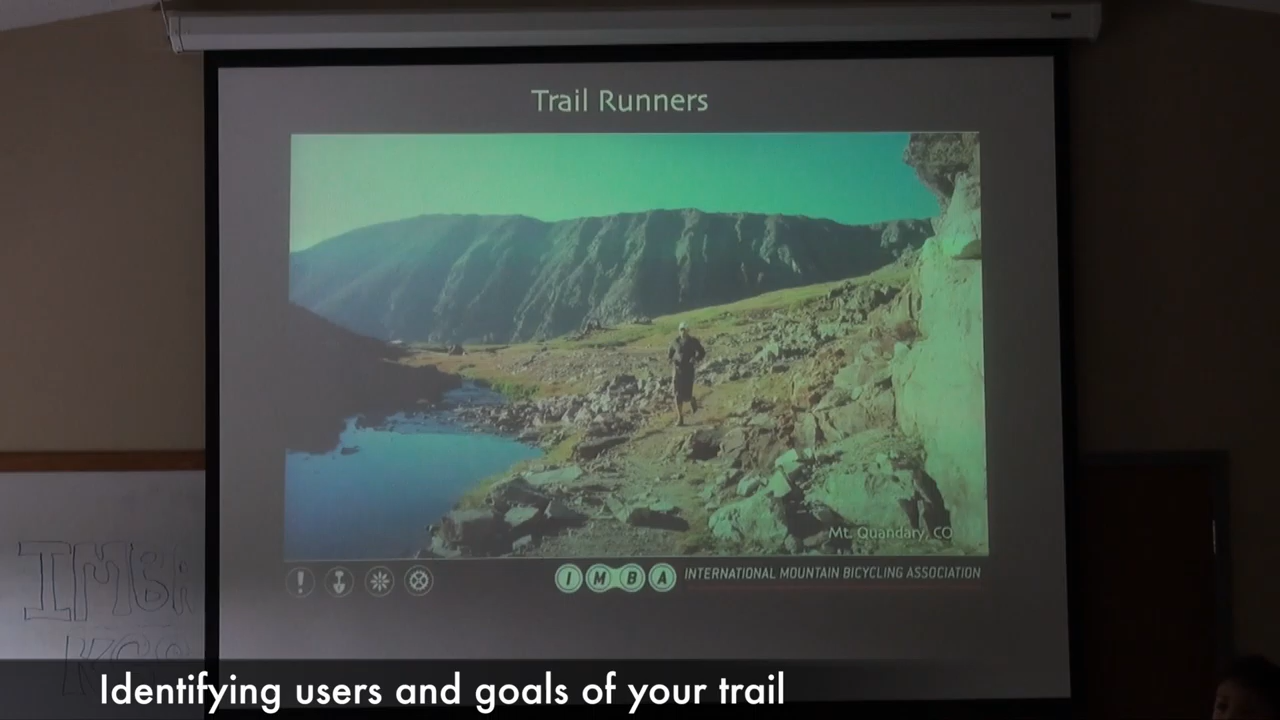 Trail Runners
Mt. Quandary, CO
I M B A INTERNATIONAL MOUNTAIN BICYCLING ASSOCIATION
IMBA
Identifying users and goals of your trail